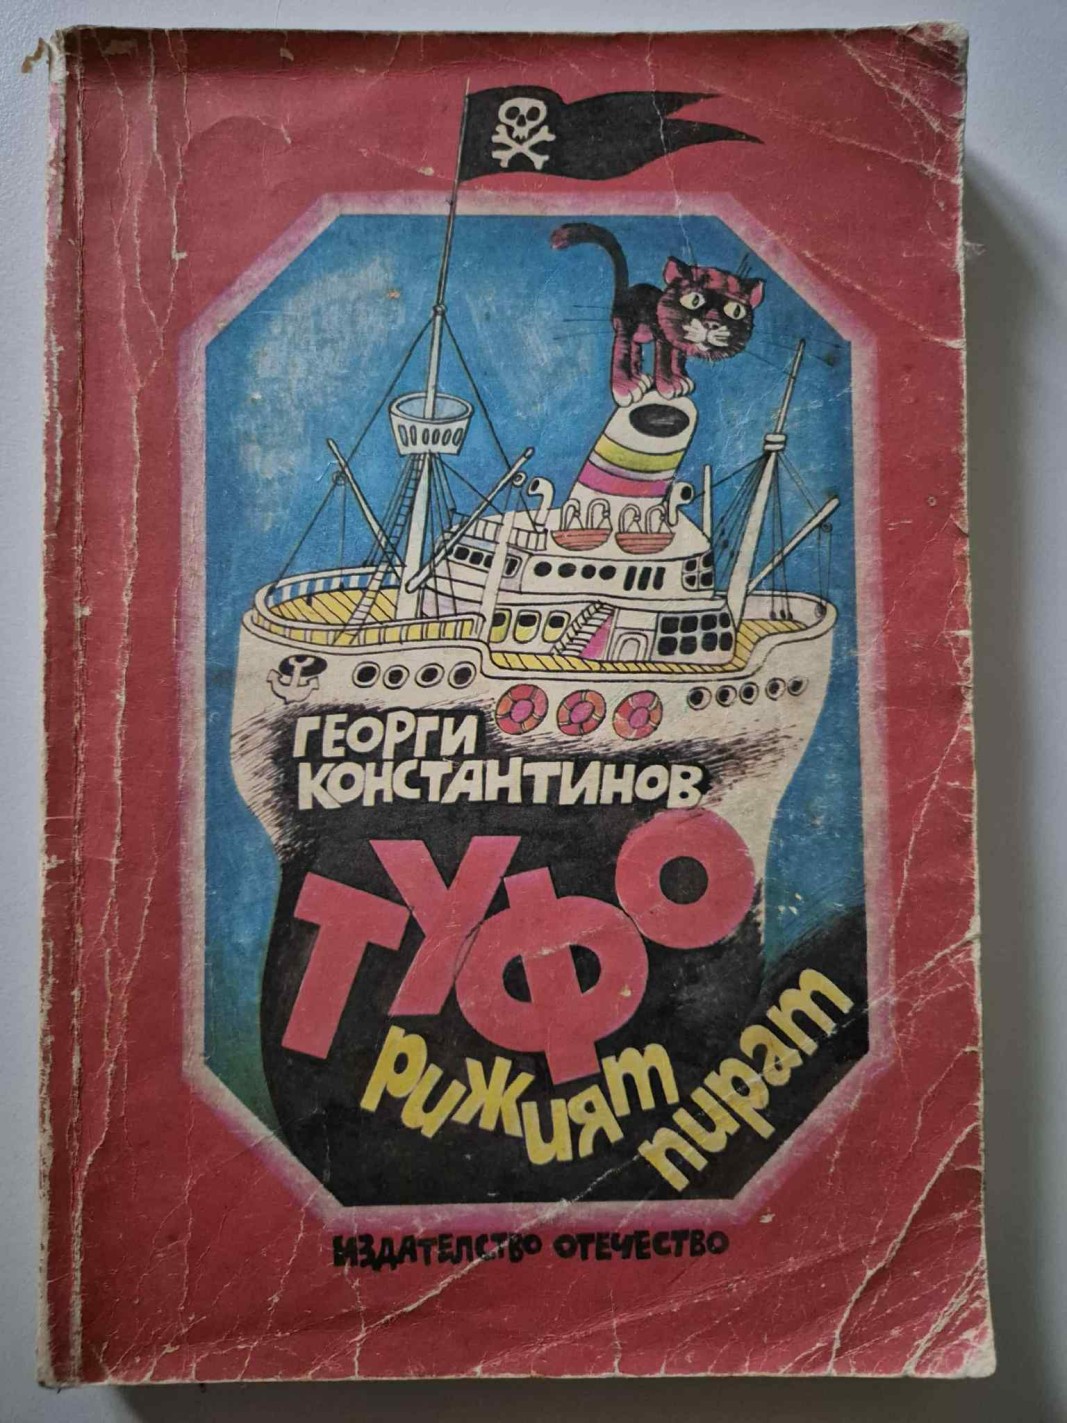 ГЕОРГИ
КОНСТАНТИНОВ
ТУФО
рижият
пират
ИЗДАТЕЛСТВО ОТЕЧЕСТВО